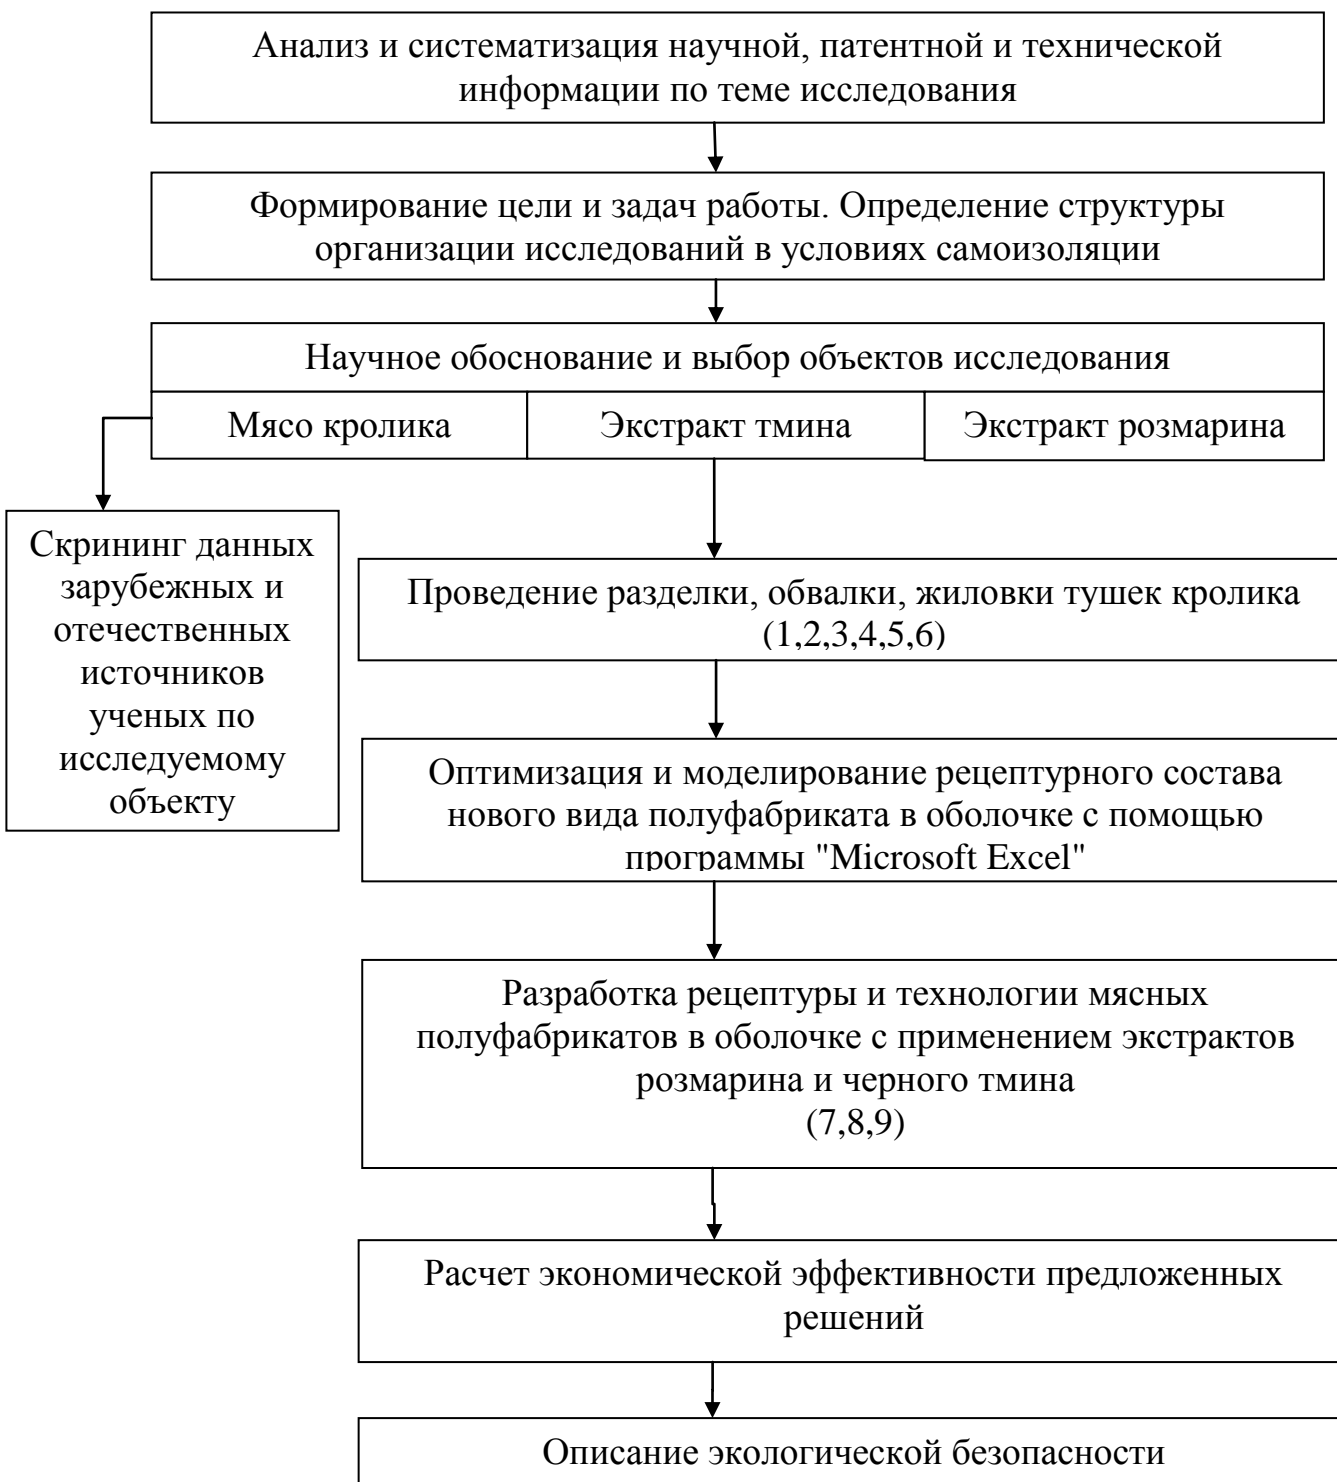 Анализ и систематизация научной, патентной и технической
информации по теме исследования
Формирование цели и задач работы. Определение структуры
организации исследований в условиях самоизоляции
Научное обоснование и выбор объектов исследования
Мясо кролика
Экстракт тмина
Экстракт розмарина
Скрининг данных
зарубежных и
отечественных
источников
ученых по
исследуемому
объекту
Проведение разделки, обвалки, жиловки тушек кролика
(1,2,3,4,5,6)
Оптимизация и моделирование рецептурного состава
нового вида полуфабриката в оболочке с помощью
программы "Microsoft Excel"
Разработка рецептуры и технологии мясных
полуфабрикатов в оболочке с применением экстрактов
розмарина и черного тмина
(7,8,9)
Расчет экономической эффективности предложенных
решений
Описание экологической безопасности